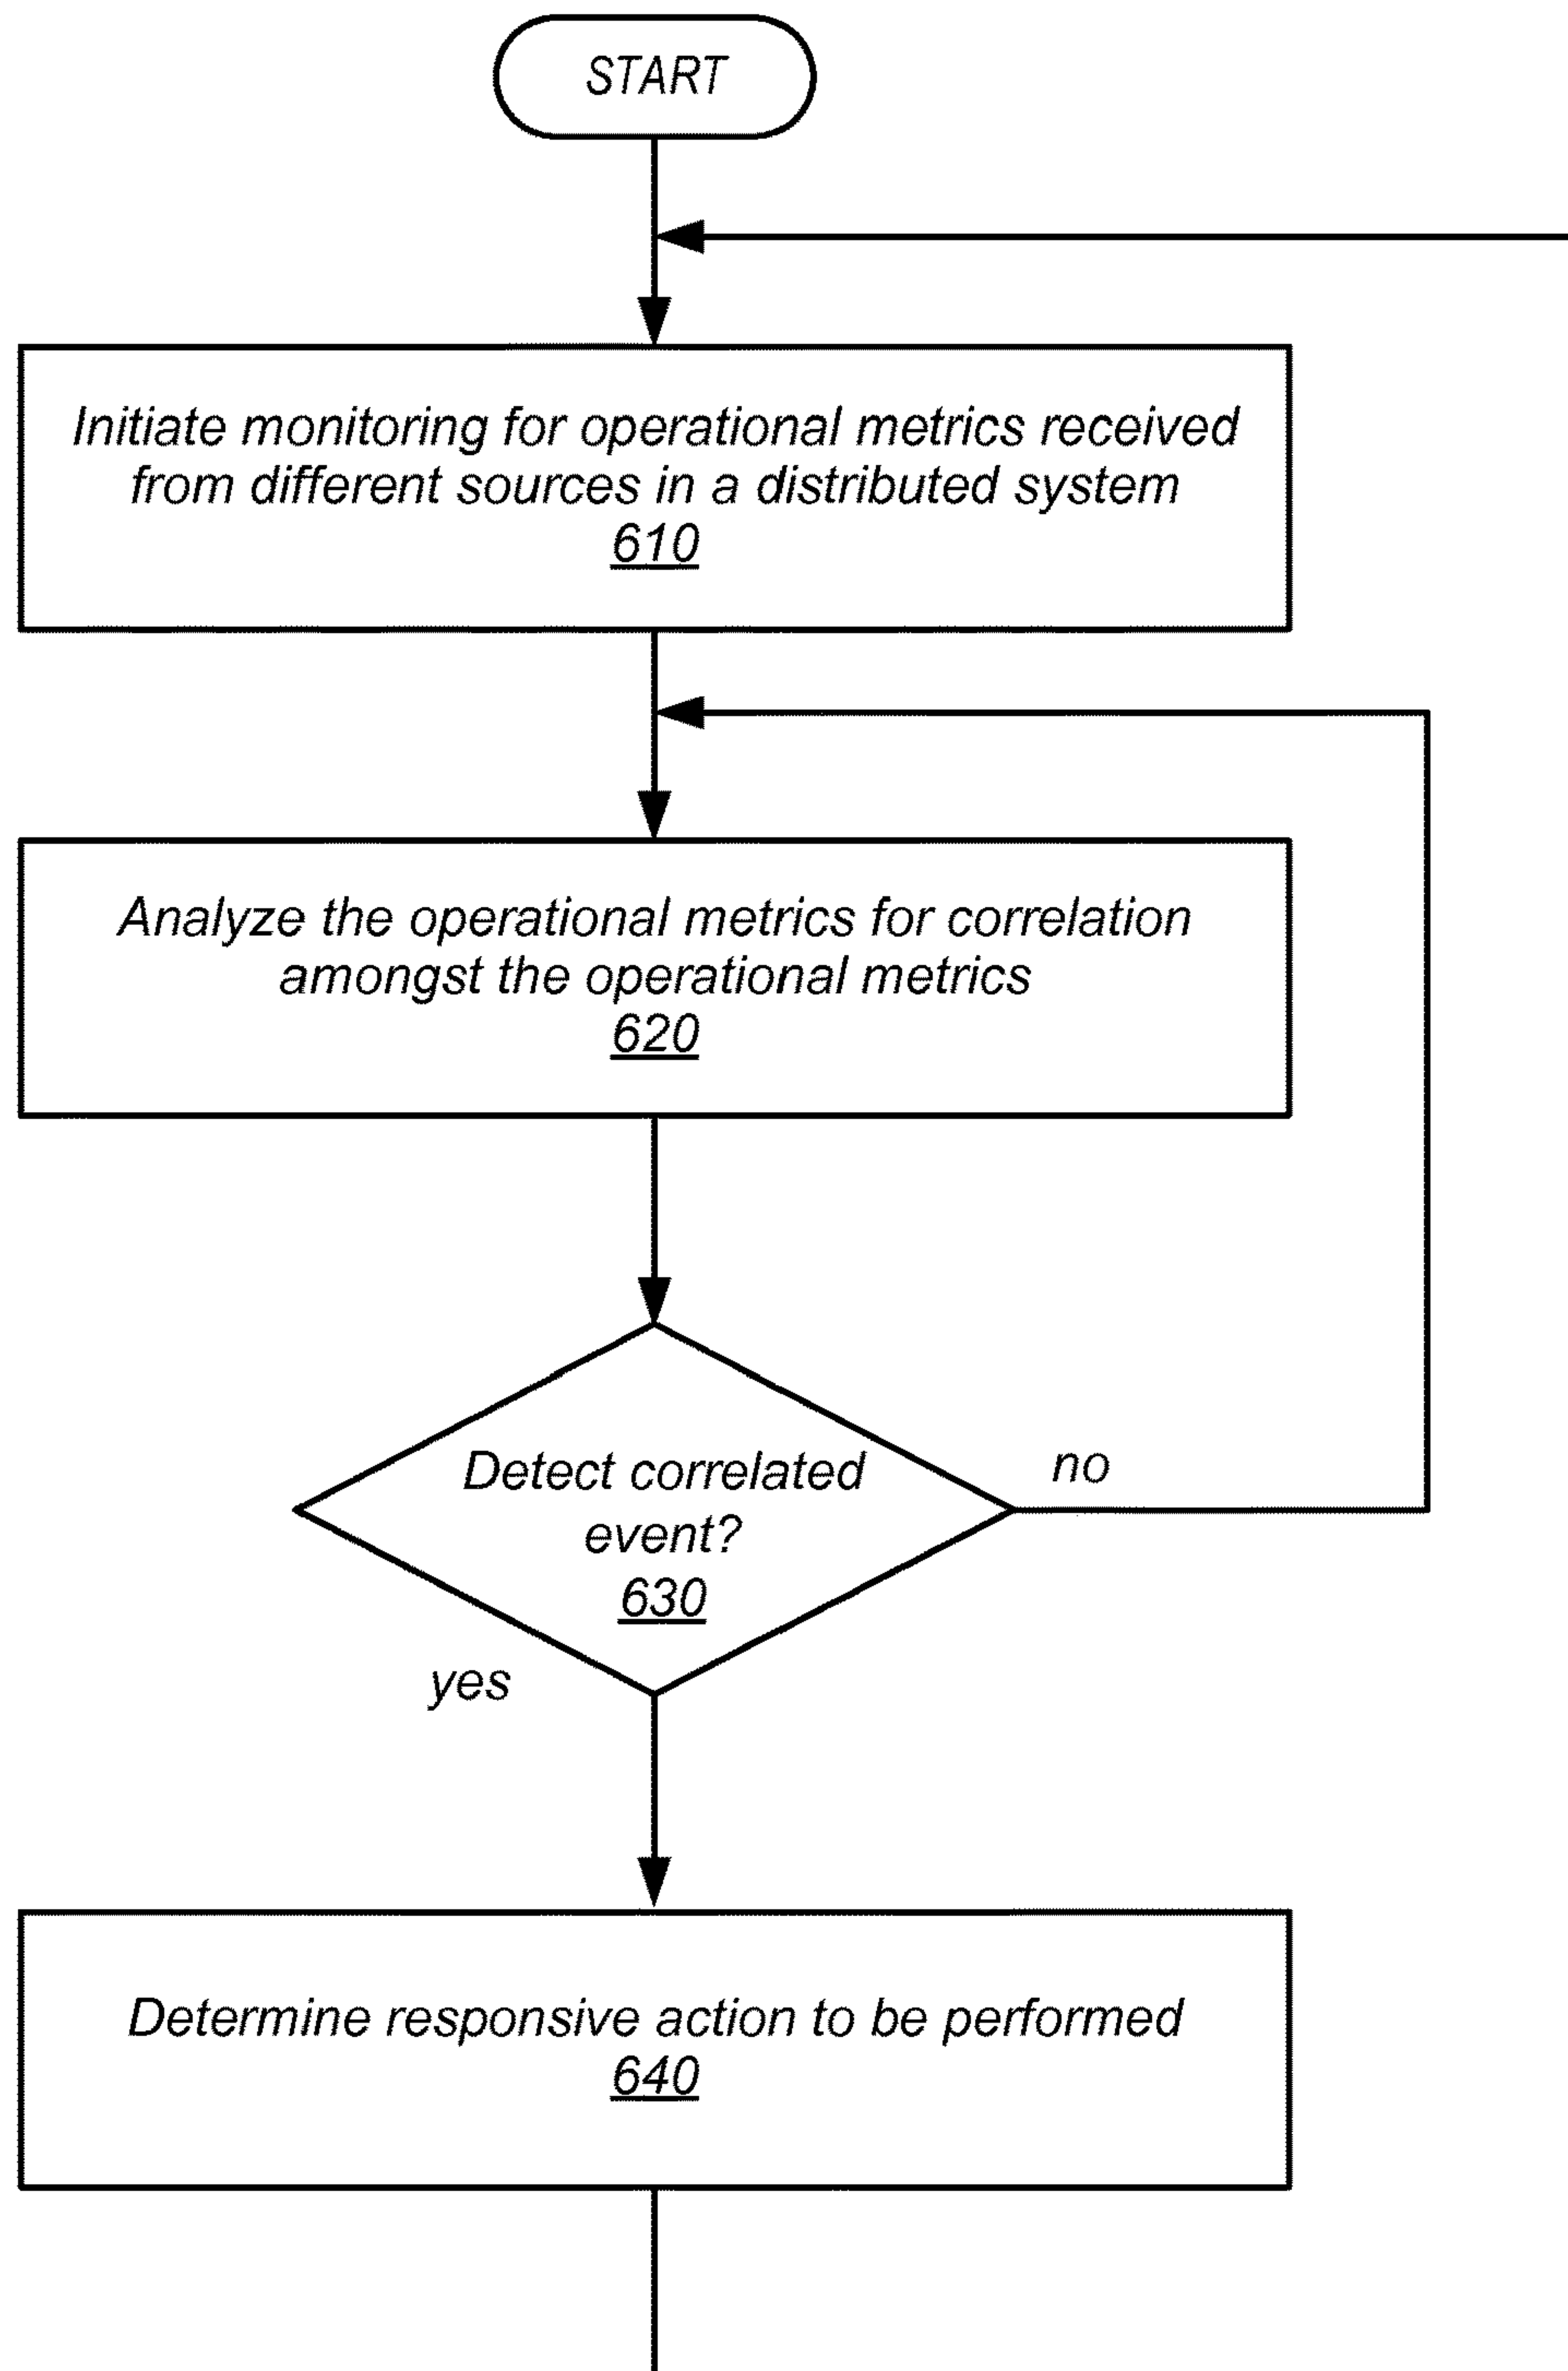 START
Initiate monitoring for operational metrics received
from different sources in a distributed system
610
Analyze the operational metrics for correlation
amongst the operational metrics
620
Detect correlated
event?
630
no
yes
Determine responsive action to be performed
640